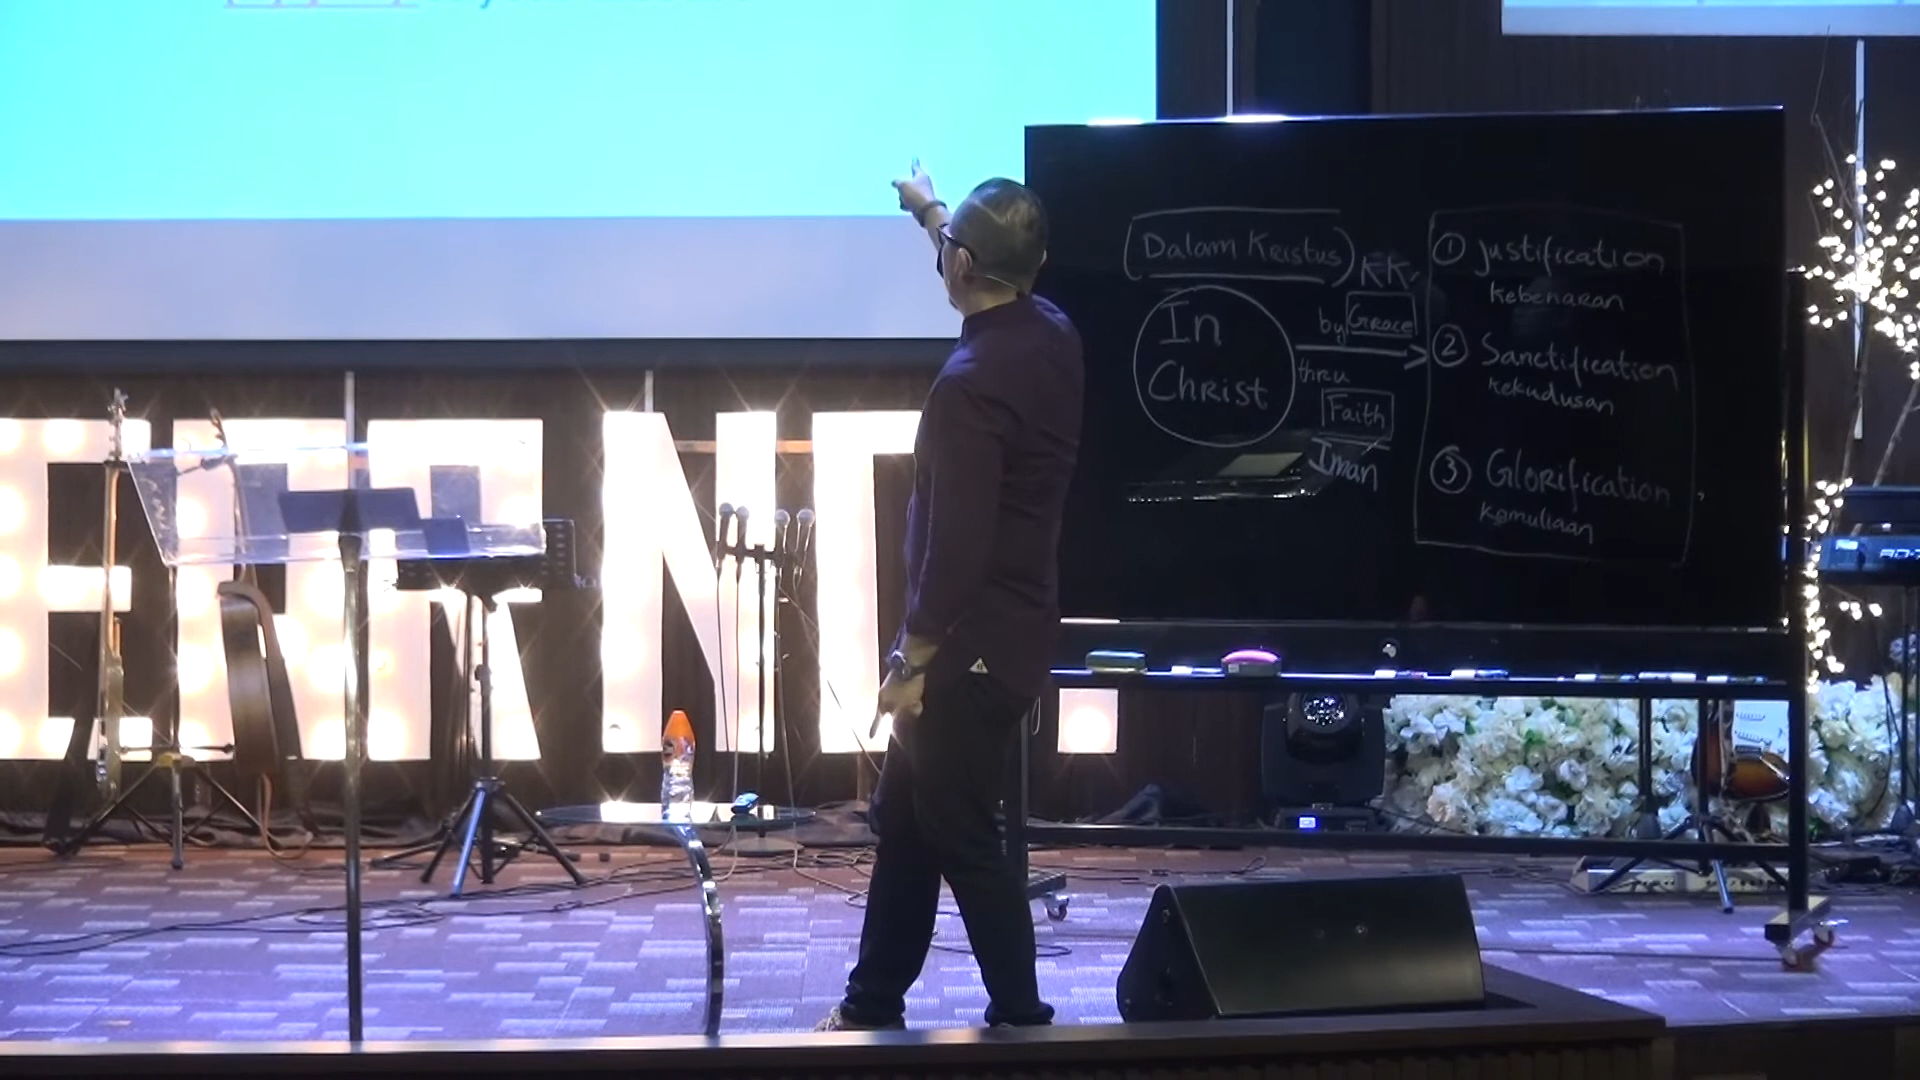 Dalam Kristus
KK
In
Christ
by Grace
thru
Faith
Iman
① Justification
Kebenaran
② Sanctification
Kekudusan
③ Glorification
Kemuliaan